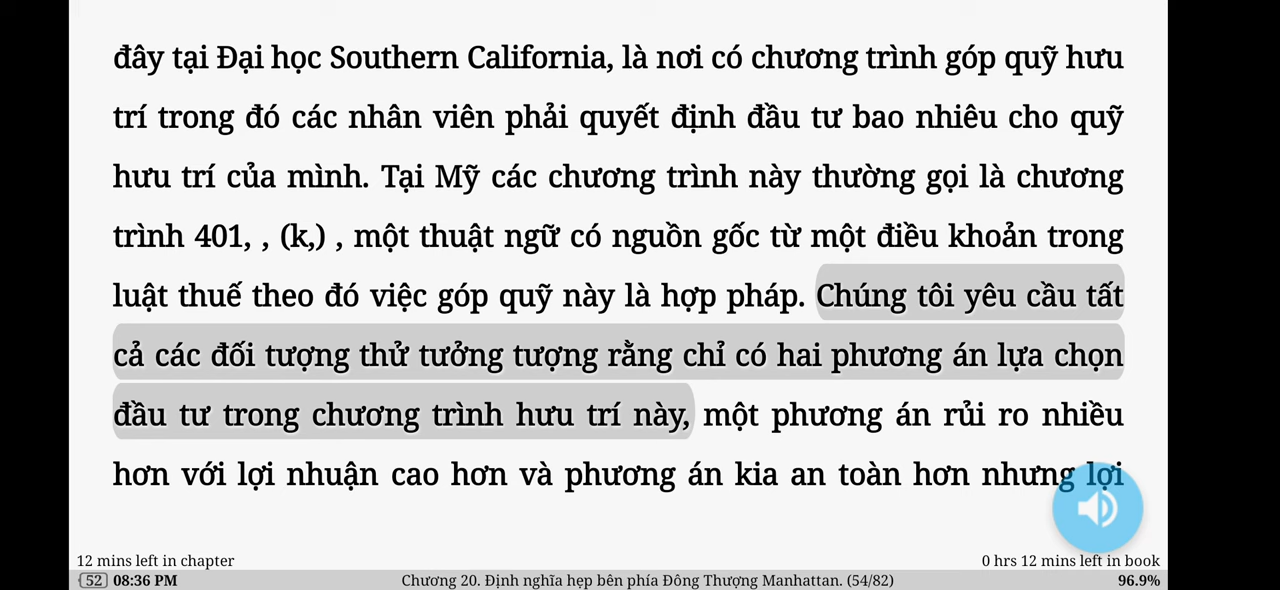 đây tại Đại học Southern California, là nơi có chương trình góp quỹ hưu
trí trong đó các nhân viên phải quyết định đầu tư bao nhiêu cho quỹ
hưu trí của mình. Tại Mỹ các chương trình này thường gọi là chương
trình 401, , (k,) , một thuật ngữ có nguồn gốc từ một điều khoản trong
luật thuế theo đó việc góp quỹ này là hợp pháp. Chúng tôi yêu cầu tất
cả các đối tượng thử tưởng tượng rằng chỉ có hai phương án lựa chọn
đầu tư trong chương trình hưu trí này, một phương án rủi ro nhiều
hơn với lợi nhuận cao hơn và phương án kia an toàn hơn nhưng lợi
12 mins left in chapter 0 hrs 12 mins left in book
52 08:36 PM Chương 20. Định nghĩa hẹp bên phía Đông Thượng Manhattan. (54/82) 96.9%